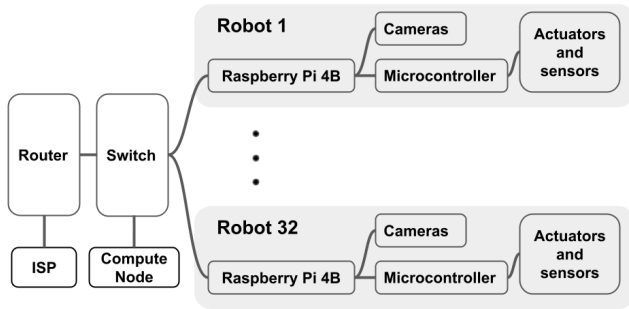 Robot 1
Cameras
Actuators
and
sensors
Raspberry Pi 4B
Microcontroller
Router
Switch
ISP
Compute
Node
Robot 32
Cameras
Actuators
and
sensors
Raspberry Pi 4B
Microcontroller